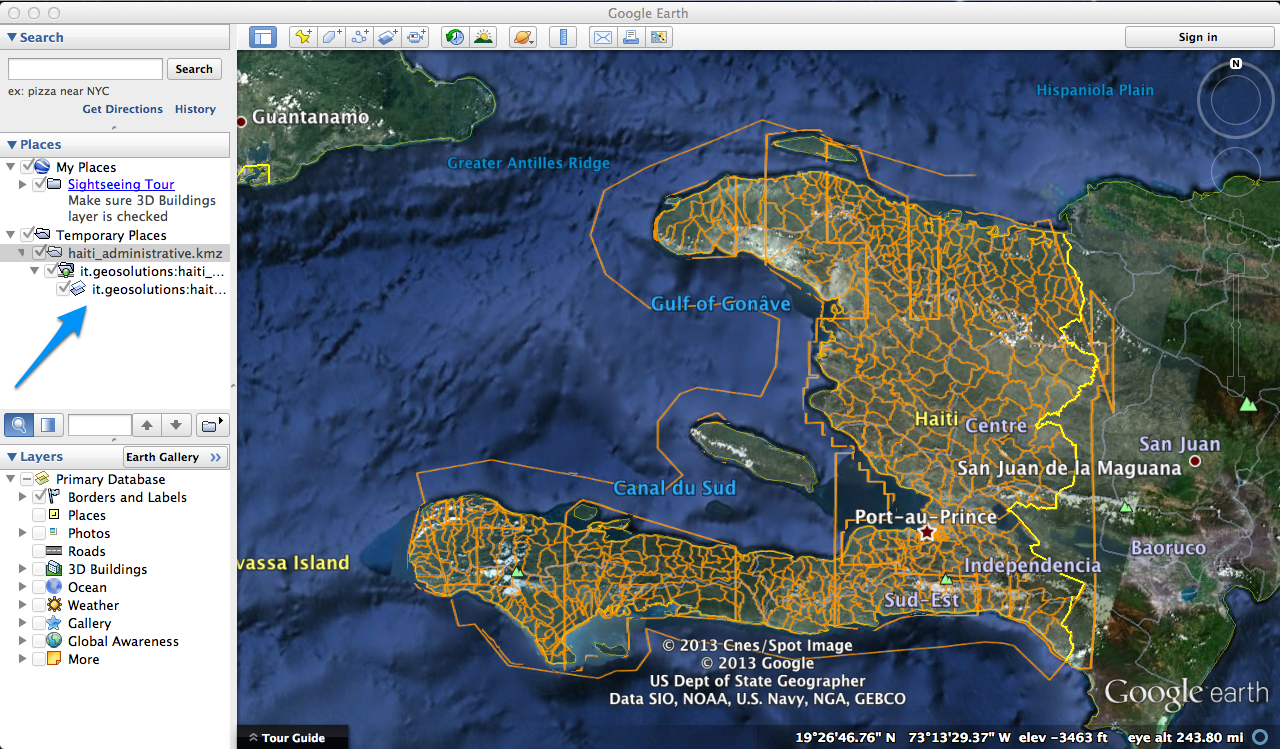 Google Earth
Search
Search
ex: pizza near NYC
Get Directions History
Places
My Places
Sightseeing Tour
Make sure 3D Buildings
layer is checked
Temporary Places
haiti_administrative.kmz
it.geosolutions:haiti_...
it.geosolutions:hait...
Layers
Earth Gallery >>
Primary Database
Borders and Labels
Places
Photos
Roads
3D Buildings
Ocean
Weather
Gallery
Global Awareness
More
Sign in
N
Hispaniola Plain
Guantanamo
Greater Antilles Ridge
Gulf of Gonâve
Haiti
Centre
San Juan
San Juan de la Maguana
Canal du Sud
Port-au-Prince
Baoruco
vassa Island
Independencia
Sud-Est
© 2013 Cnes/Spot Image
© 2013 Google
US Dept of State Geographer
Data SIO, NOAA, U.S. Navy, NGA, GEBCO
Google earth
Tour Guide
19°26'46.76" N 73°13'29.37" W elev -3463 ft eye alt 243.80 mi